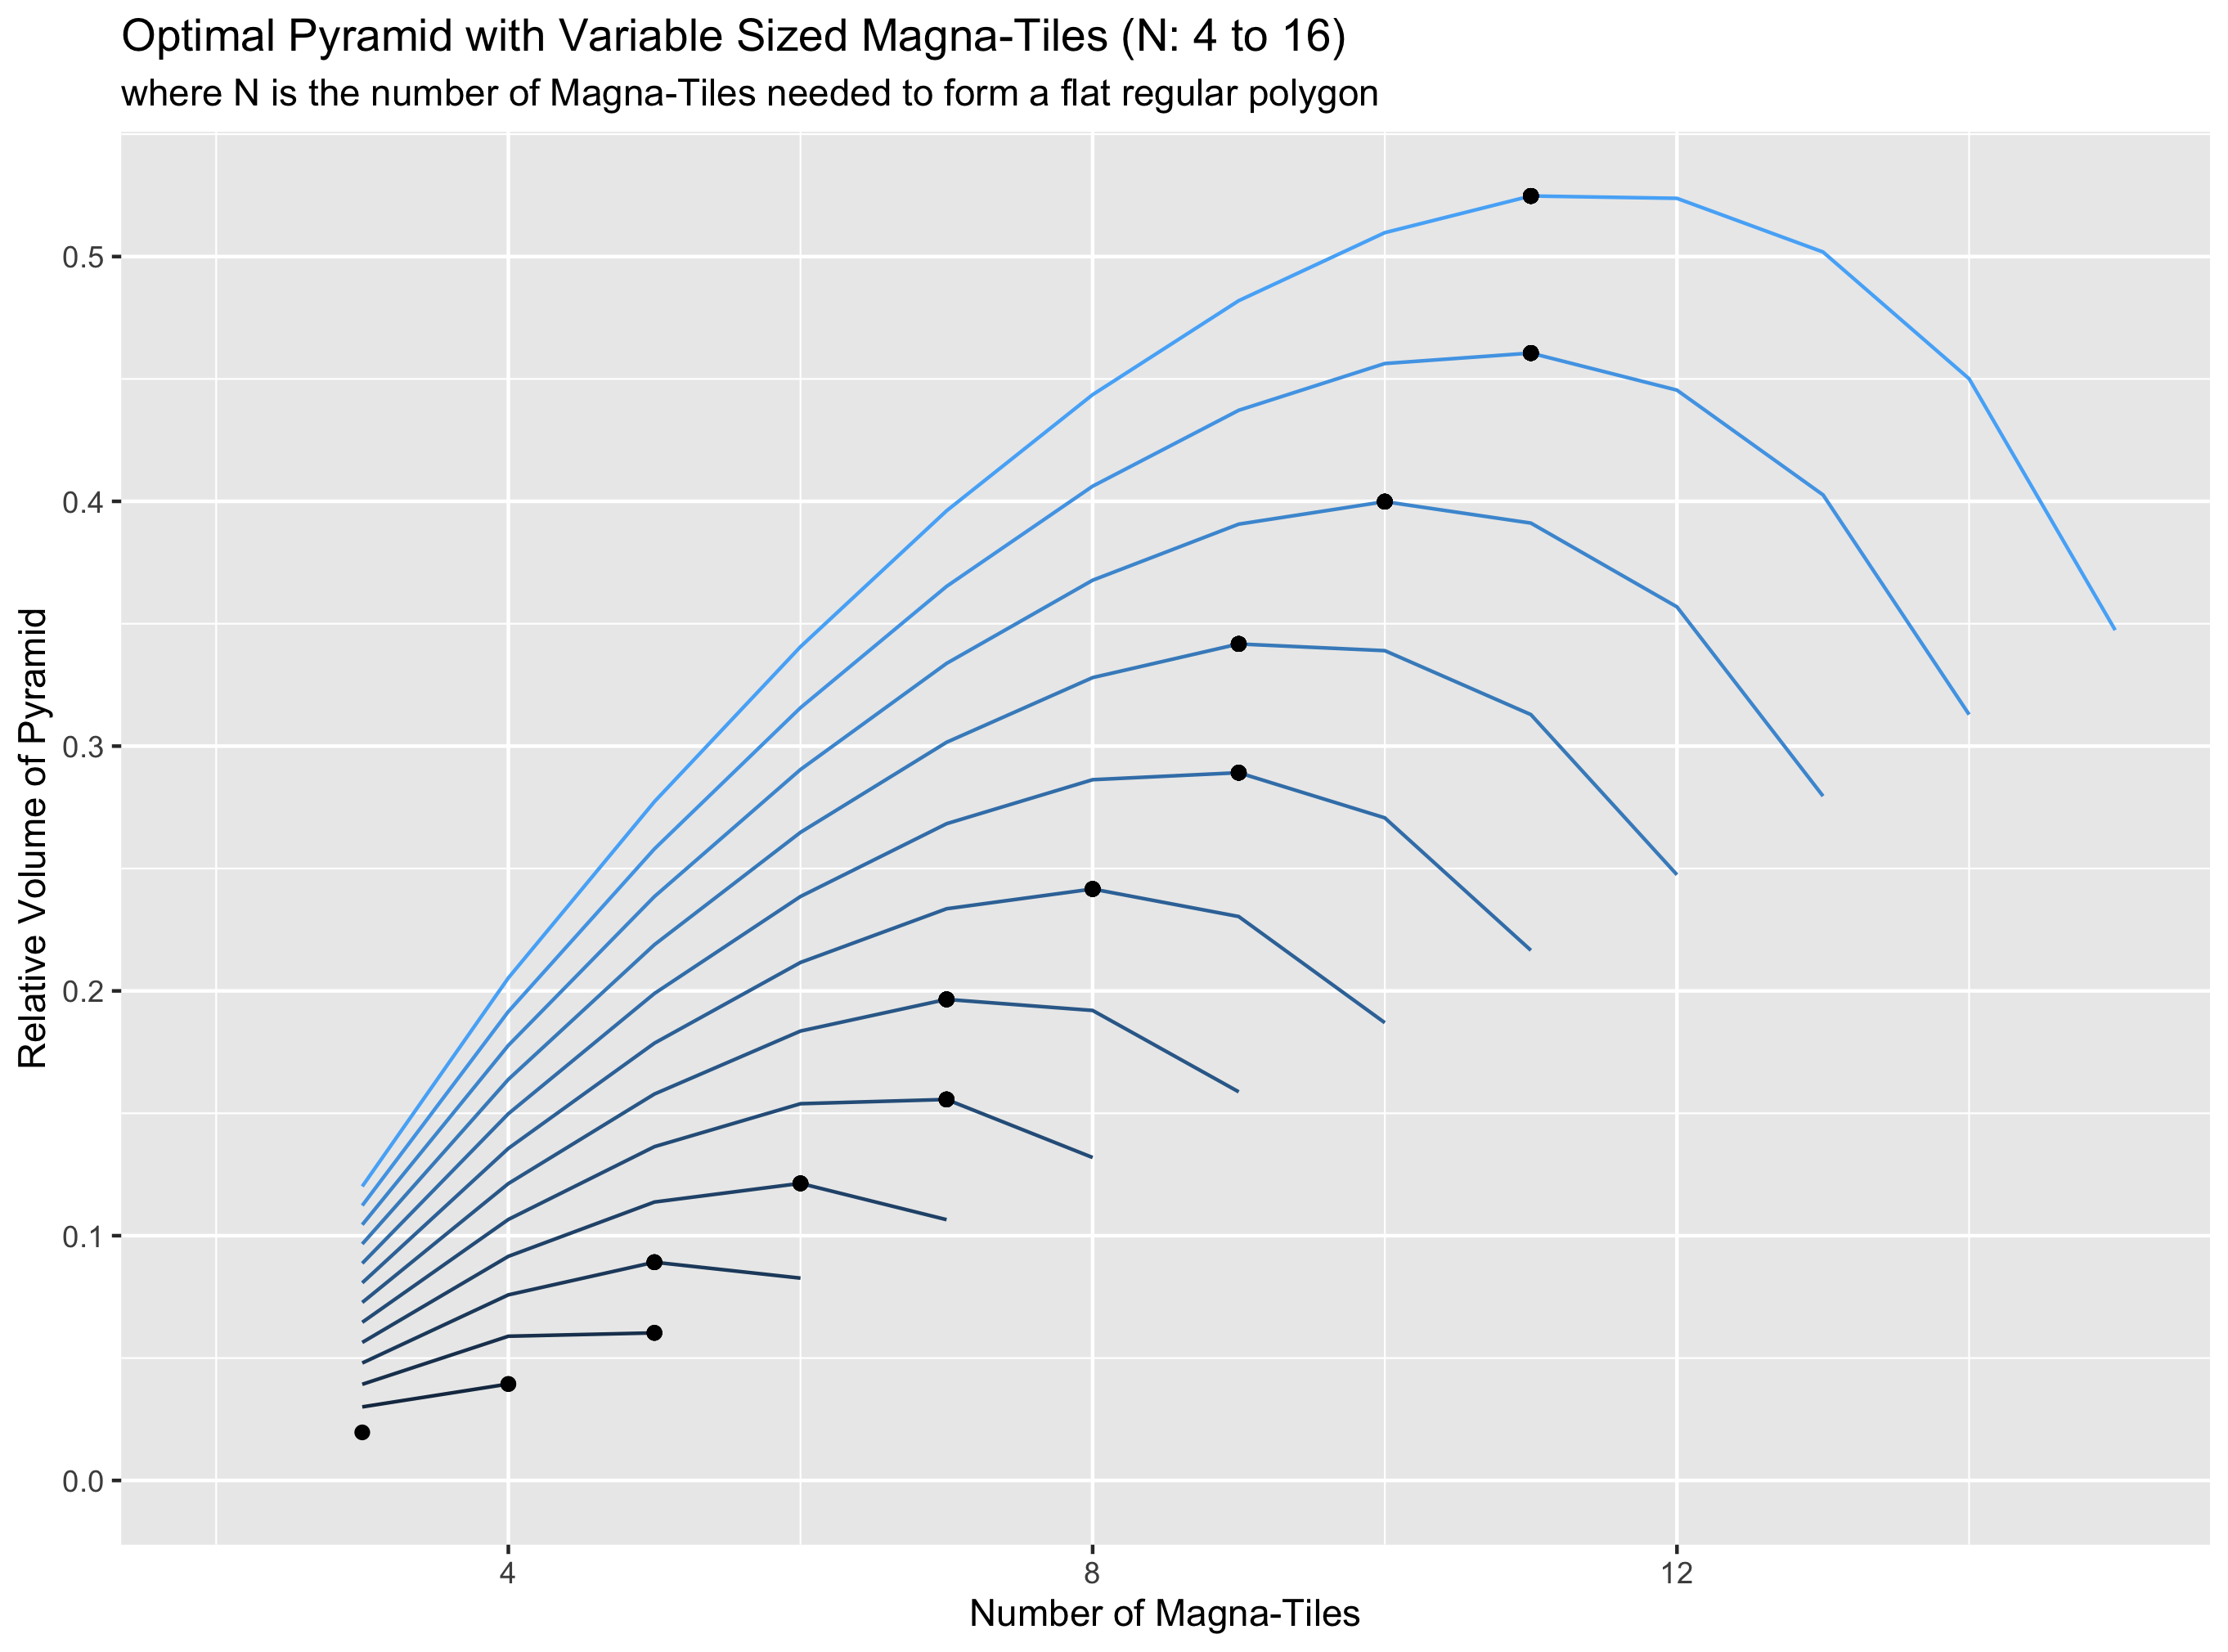 Optimal Pyramid with Variable Sized Magna-Tiles (N: 4 to 16)
where N is the number of Magna-Tiles needed to form a flat regular polygon
Relative Volume of Pyramid
0.5
0.4
0.3
0.2
0.1
0.0
4
8
12
Number of Magna-Tiles